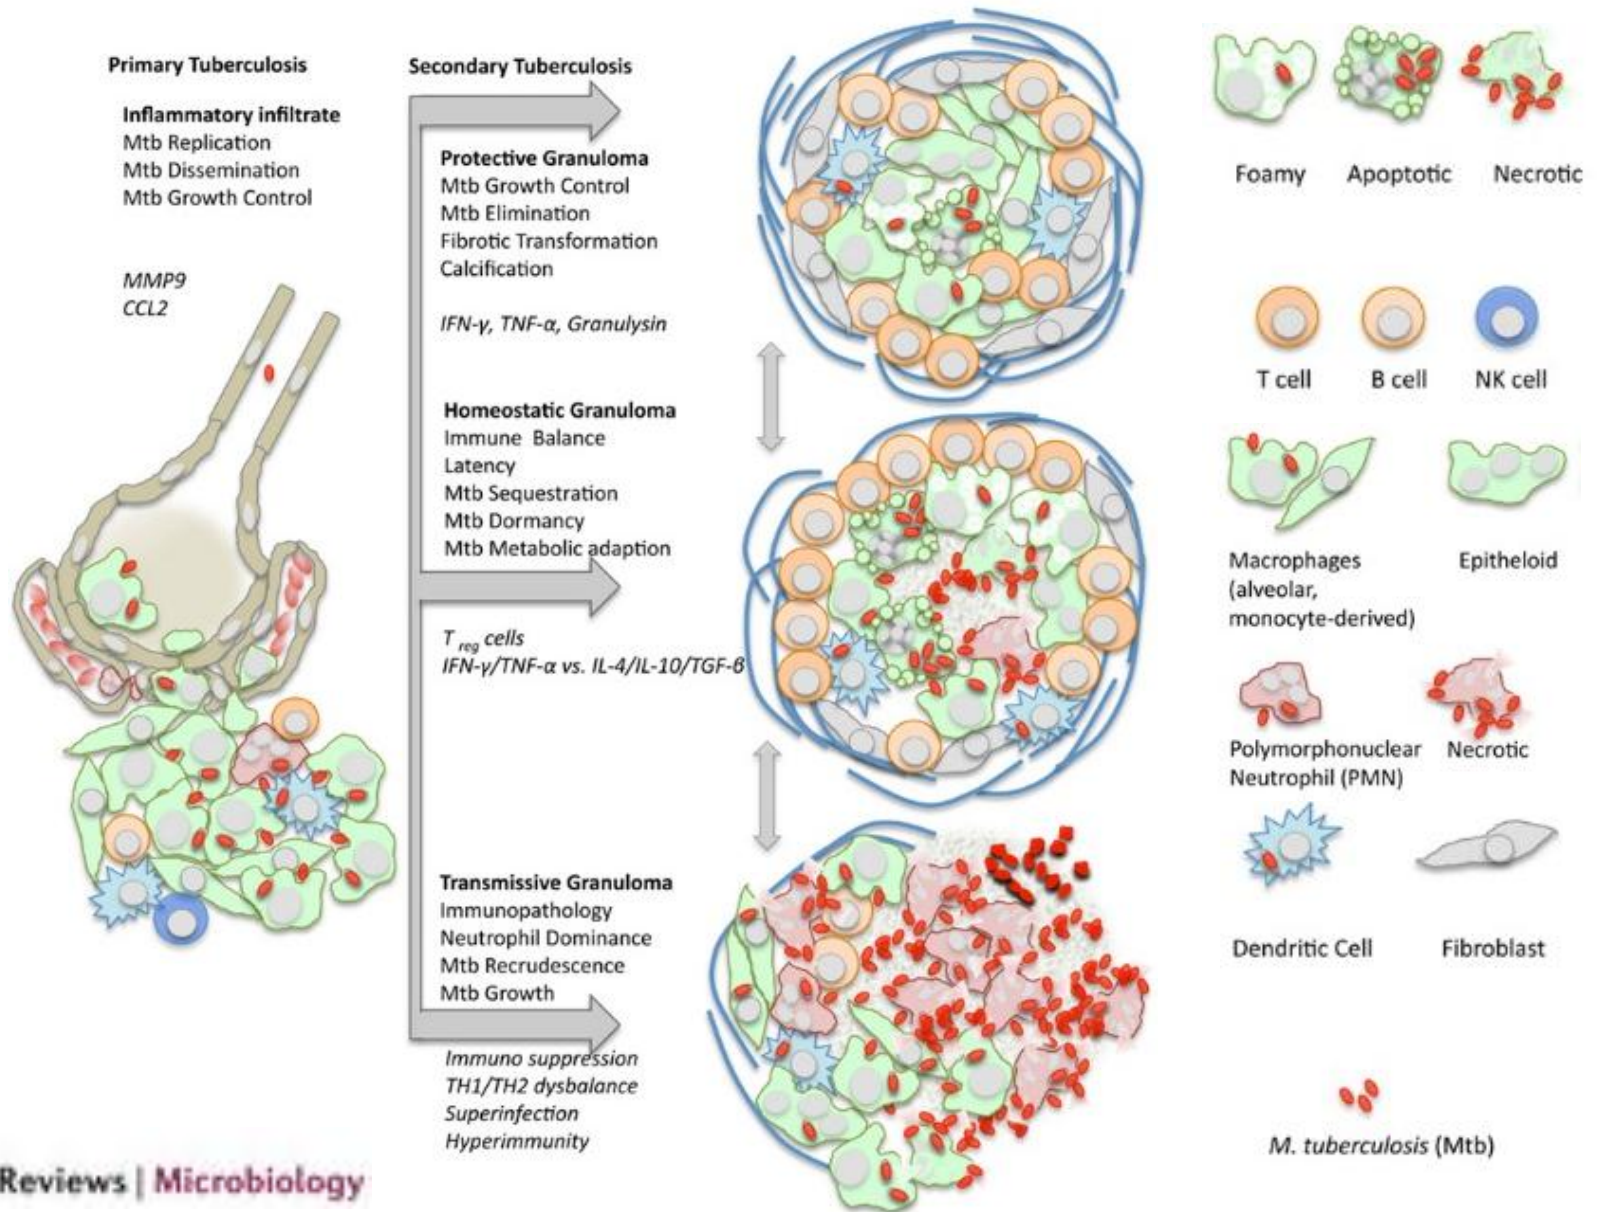 Primary Tuberculosis
Inflammatory infiltrate
Mtb Replication
Mtb Dissemination
Mtb Growth Control
MMP9
CCL2
Secondary Tuberculosis
Protective Granuloma
Mtb Growth Control
Mtb Elimination
Fibrotic Transformation
Calcification
IFN-γ, TNF-α, Granulysin
Homeostatic Granuloma
Immune Balance
Latency
Mtb Sequestration
Mtb Dormancy
Mtb Metabolic adaption
T reg cells
IFN-γ/TNF-α vs. IL-4/IL-10/TGF-β
Transmissive Granuloma
Immunopathology
Neutrophil Dominance
Mtb Recrudescence
Mtb Growth
Immuno suppression
TH1/TH2 dysbalance
Superinfection
Hyperimmunity
Foamy Apoptotic Necrotic
T cell B cell NK cell
Macrophages
(alveolar,
monocyte-derived)
Epitheloid
Polymorphonuclear
Neutrophil (PMN)
Necrotic
Dendritic Cell Fibroblast
M. tuberculosis (Mtb)
Reviews | Microbiology